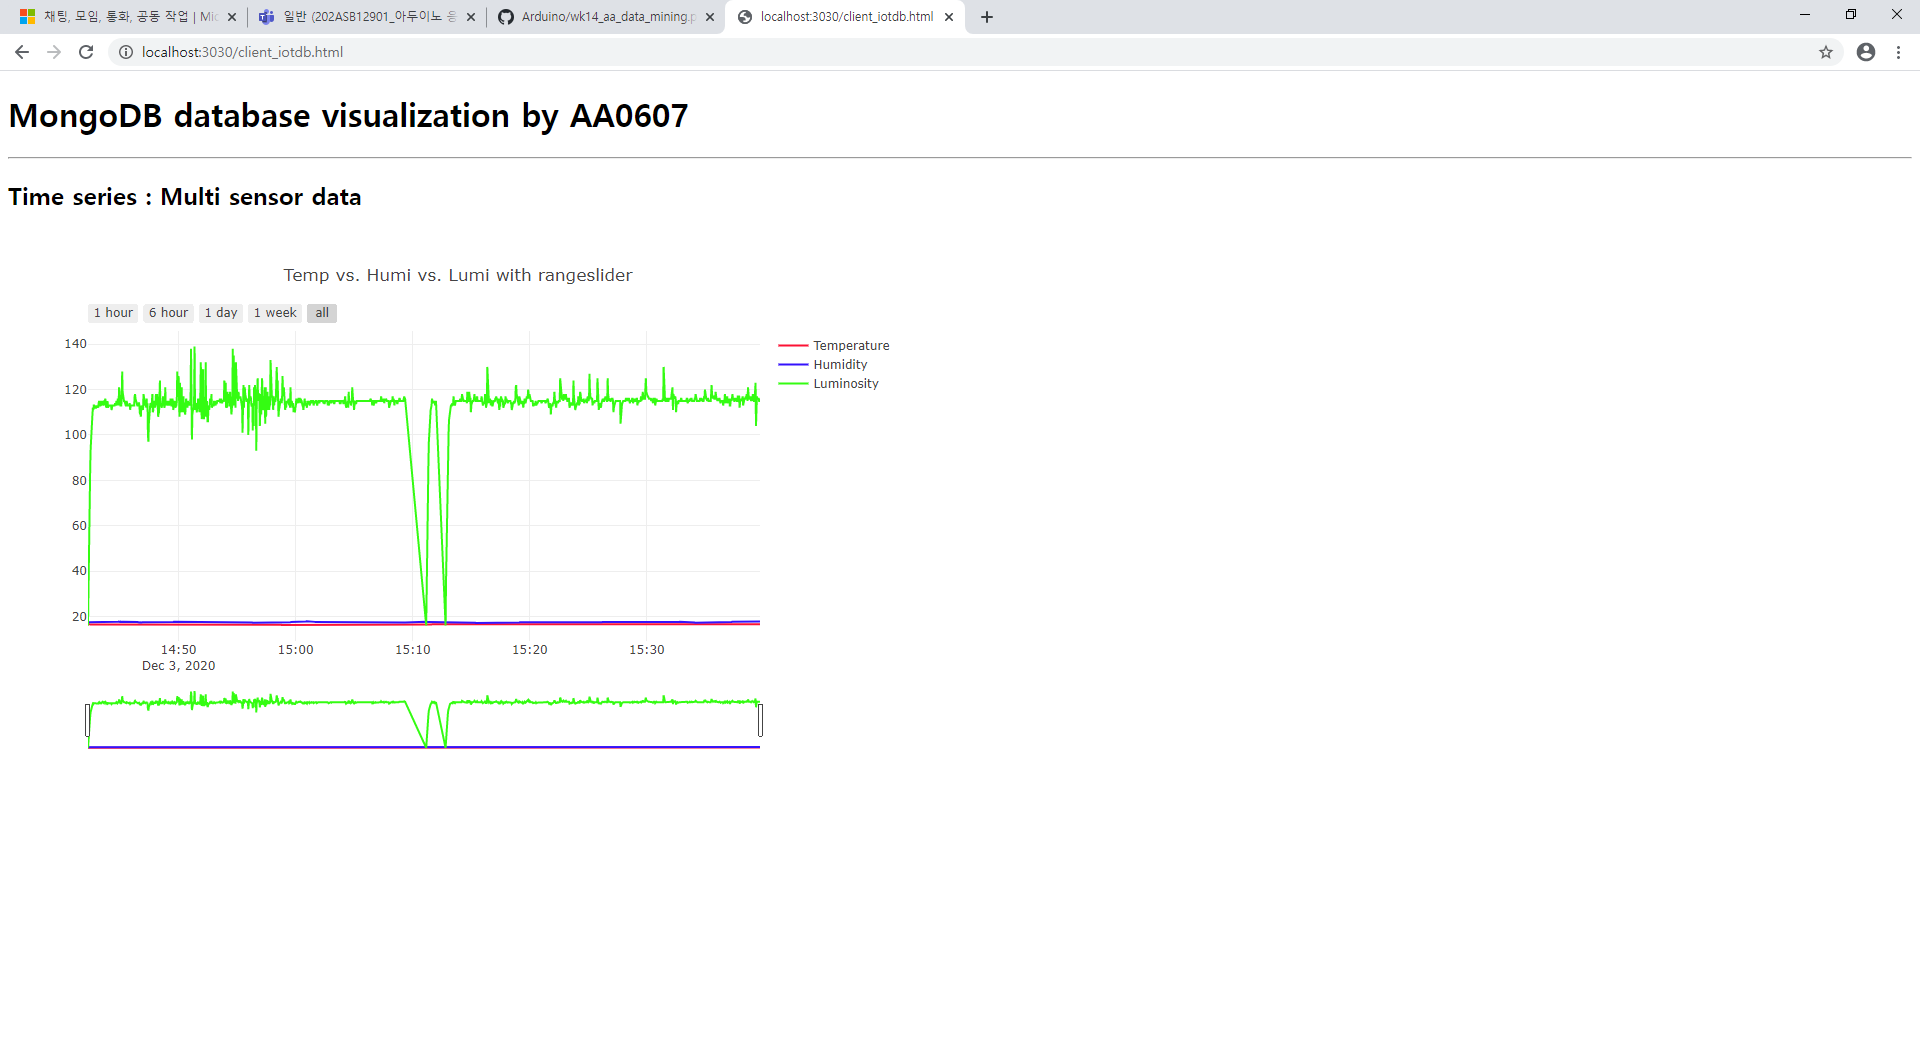 채팅, 모임, 통화, 공동 작업 | Mic
일반 (202ASB12901_아두이노 응
Arduino/wk14_aa_data_mining.p
localhost:3030/client_iotdb.html
localhost:3030/client_iotdb.html
MongoDB database visualization by AA0607
Time series : Multi sensor data
Temp vs. Humi vs. Lumi with rangeslider
1 hour 6 hour 1 day 1 week all
Temperature
Humidity
Luminosity
140
120
100
80
60
40
20
14:50 15:00 15:10 15:20 15:30
Dec 3, 2020